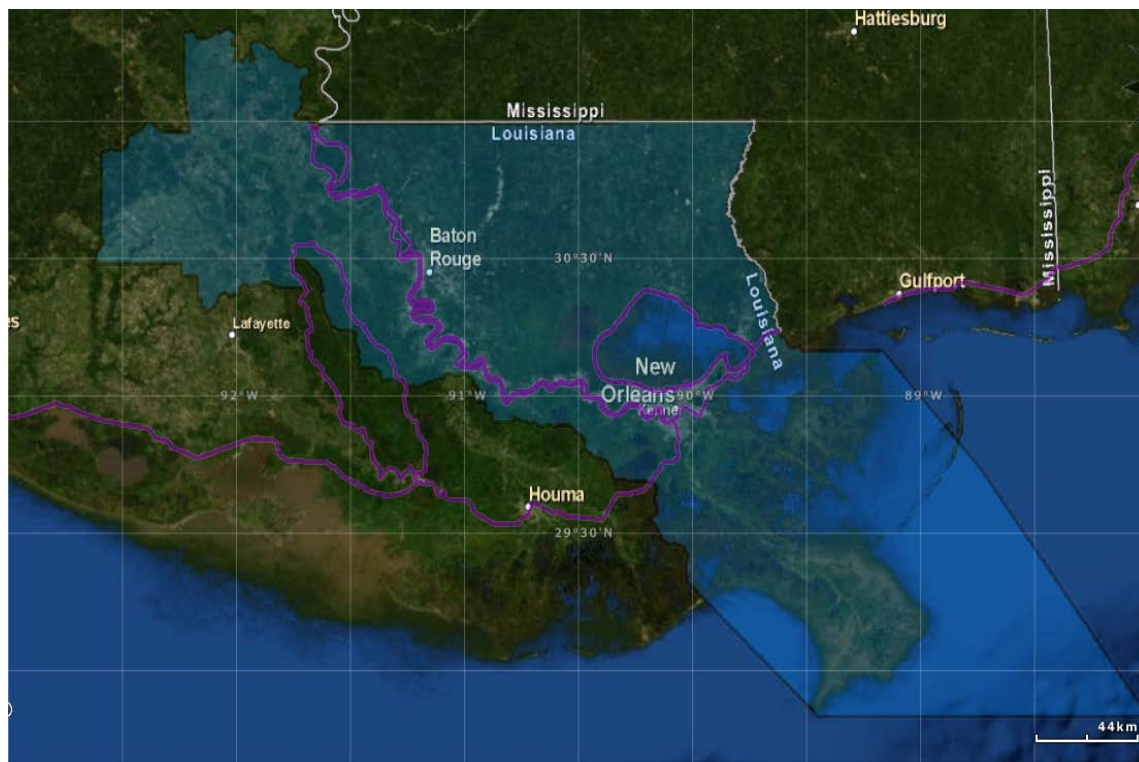 Hattiesburg
Mississippi
Louisiana
Mississippi
Baton
Rouge
30°30'N
Gulfport
Louisiana
es
Lafayette
New
Orleans
92°W
91°W
90°W
89°W
Kenner
Houma
29°30'N
44km